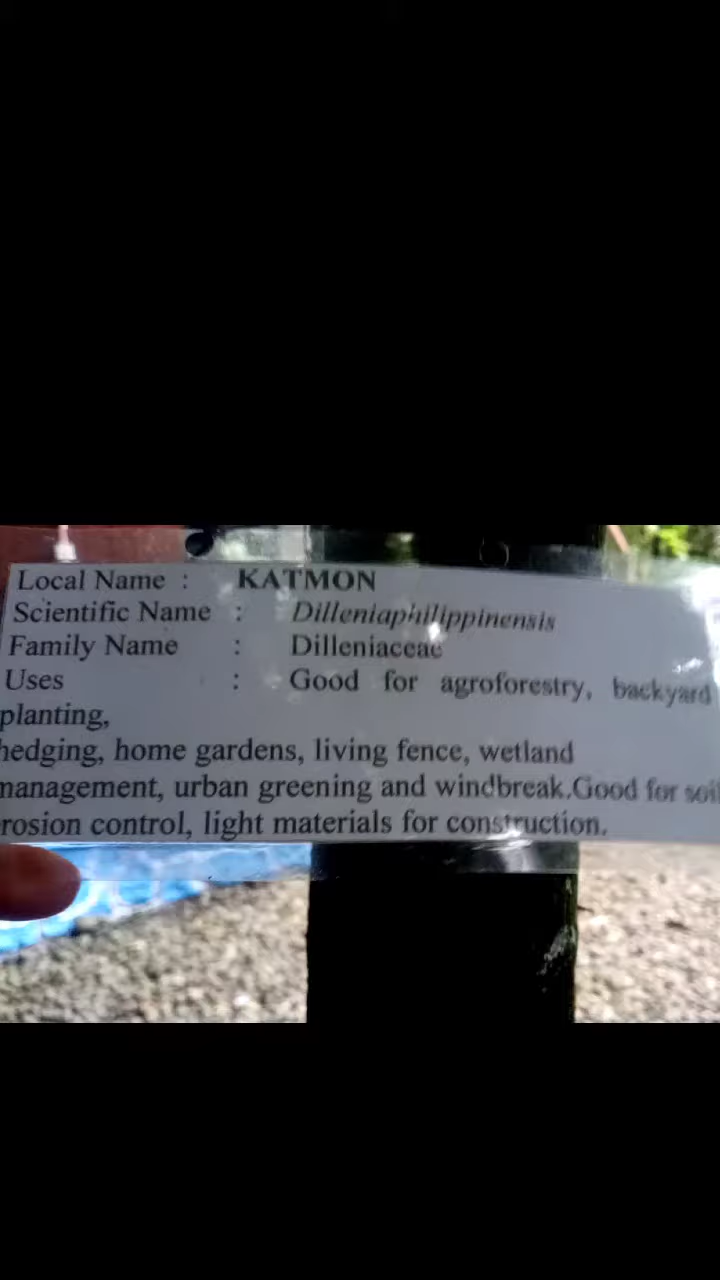 Local Name : KATMON
Scientific Name : Dilleniaphilippinensis
Family Name : Dilleniaceae
Uses : Good for agroforestry, backyard
planting,
hedging, home gardens, living fence, wetland
management, urban greening and windbreak.Good for soil
rosion control, light materials for construction.